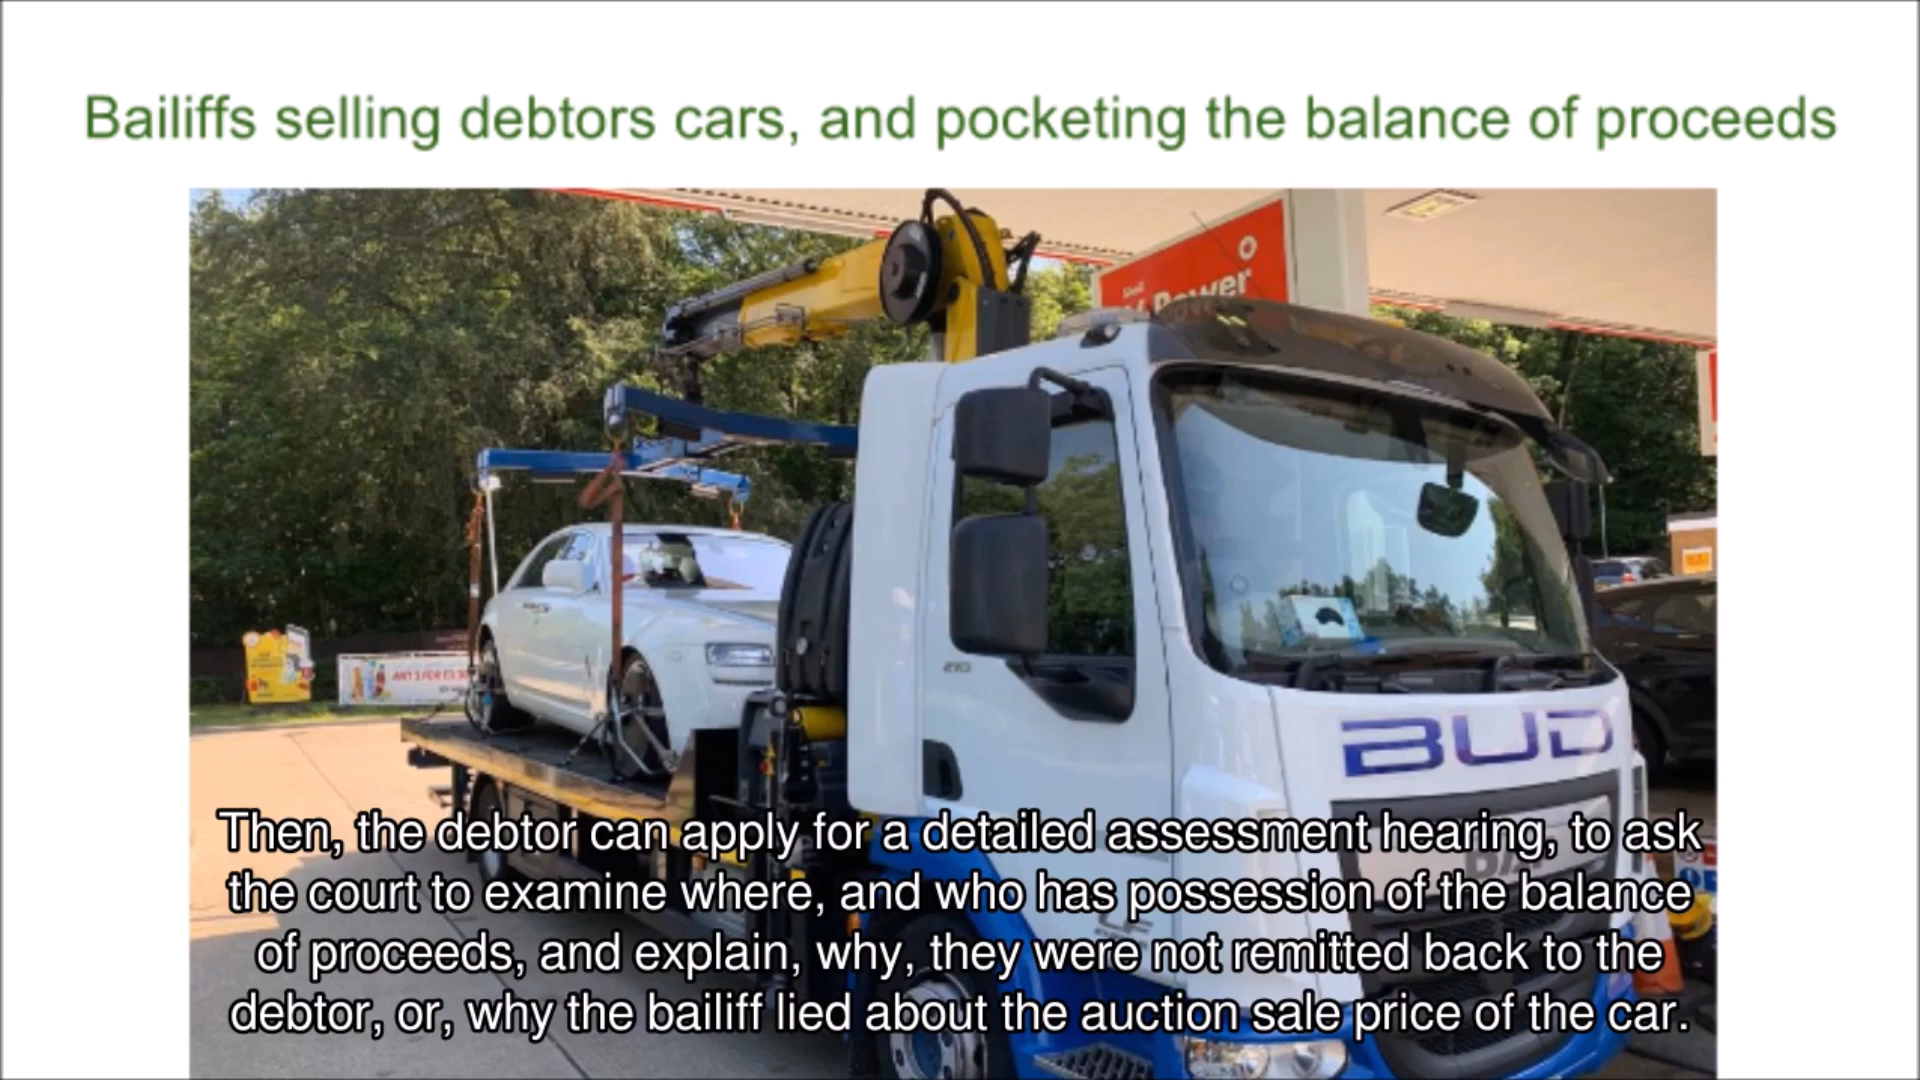 Bailiffs selling debtors cars, and pocketing the balance of proceeds
Shell
V-Power
BUD
Then, the debtor can apply for a detailed assessment hearing, to ask
the court to examine where, and who has possession of the balance
of proceeds, and explain, why, they were not remitted back to the
debtor, or, why the bailiff lied about the auction sale price of the car.